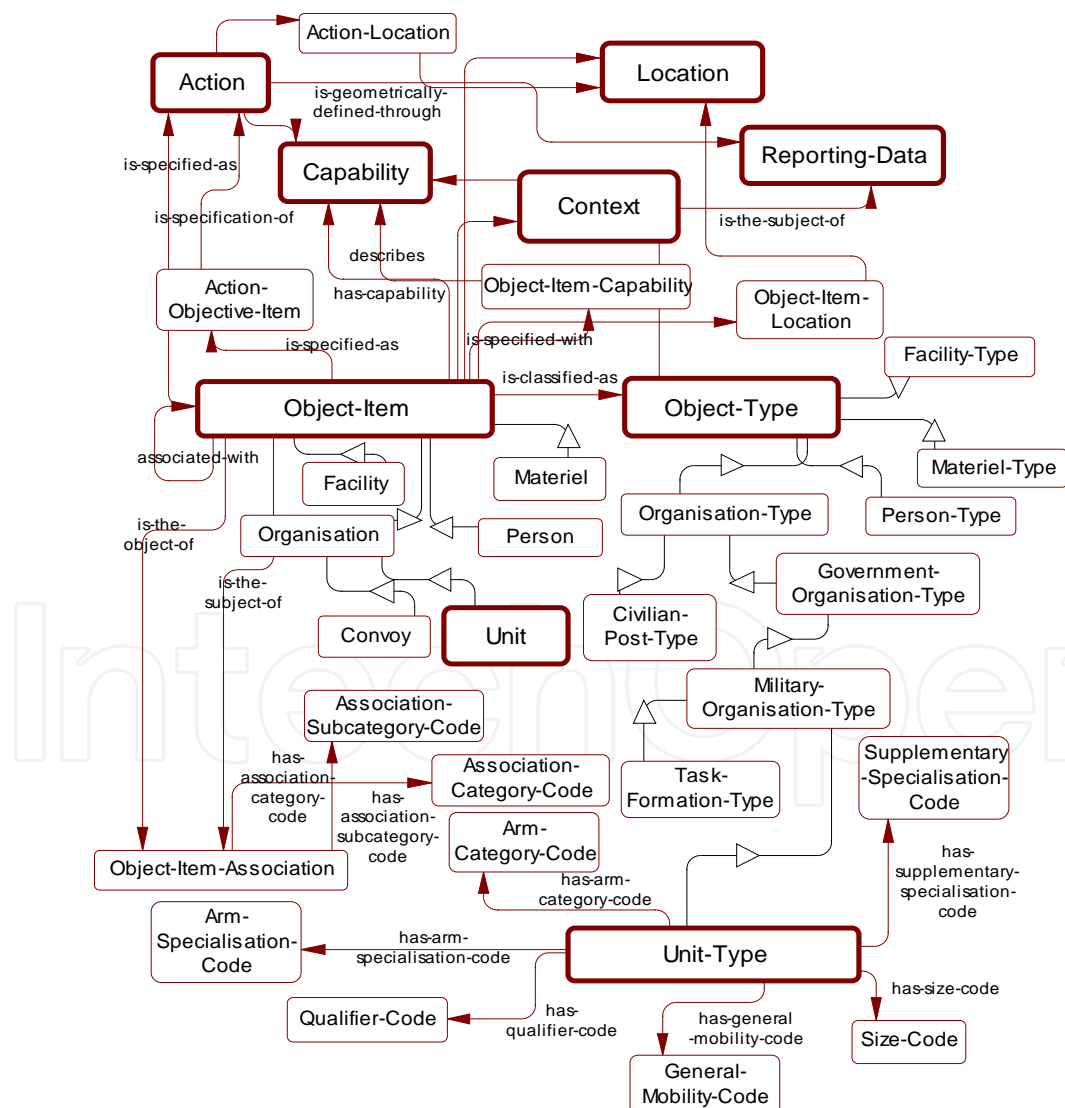 Action-Location
Action
Location
is-geometrically-
defined-through
Reporting-Data
Capability
is-specified-as
Context
is-specification-of
is-the-subject-of
describes
Action-
Objective-Item
has-capability
Object-Item-Capability
Object-Item-
Location
is-specified-as
is-specified-with
Facility-Type
is-classified-as
Object-Item
Object-Type
associated-with
Facility
Materiel
Materiel-Type
is-the-
object-of
Organisation
Person
Organisation-Type
Person-Type
is-the-
subject-of
Government-
Organisation-Type
Convoy
Unit
Civilian-
Post-Type
IntechOpen
Military-
Organisation-Type
Association-
Subcategory-Code
has-
association-
category-
code
Association-
Category-Code
has-
association-
subcategory-
code
Task-
Formation-Type
Supplementary
-Specialisation-
Code
Arm-
Category-Code
Object-Item-Association
has-arm-
category-code
has-
supplementary-
specialisation-
code
Arm-
Specialisation-
Code
has-arm-
specialisation-code
Unit-Type
Qualifier-Code
has-
qualifier-code
has-general
-mobility-code
has-size-code
Size-Code
General-
Mobility-Code